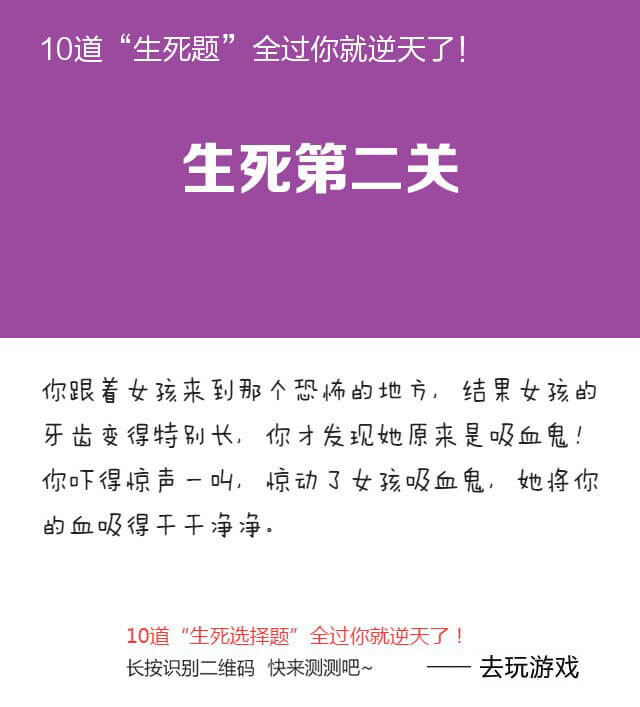 10道“生死题”全过你就逆天了！
生死第二关
你跟着女孩来到那个恐怖的地方，结果女孩的
牙齿变得特别长，你才发现她原来是吸血鬼！
你吓得惊声一叫，惊动了女孩吸血鬼，她将你
的血吸得干干净净。
10道“生死选择题”全过你就逆天了！
长按识别二维码 快来测测吧~ —— 去玩游戏